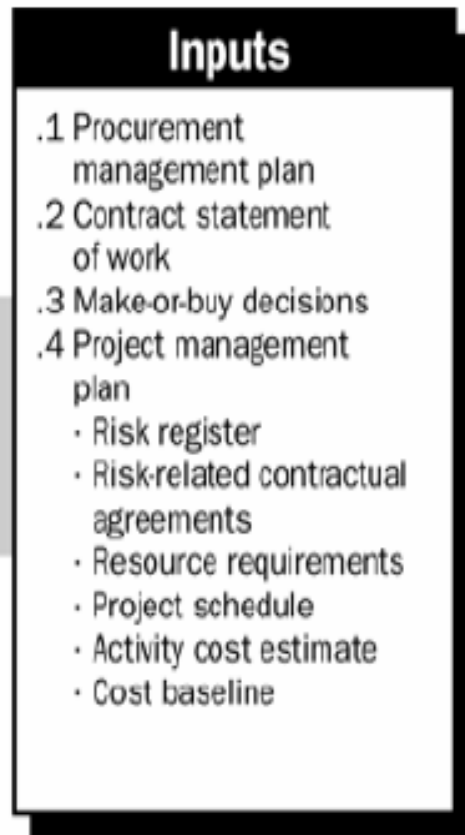 Inputs
.1 Procurement
management plan
.2 Contract statement
of work
.3 Make-or-buy decisions
.4 Project management
plan
· Risk register
· Risk-related contractual
agreements
· Resource requirements
· Project schedule
· Activity cost estimate
· Cost baseline